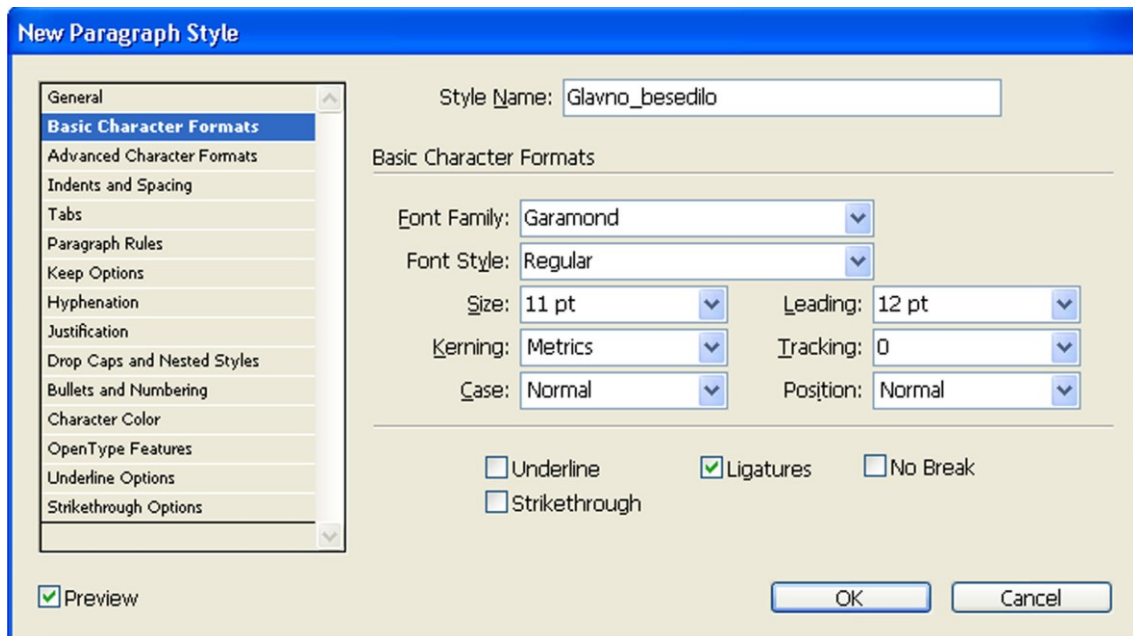 New Paragraph Style
General
Basic Character Formats
Advanced Character Formats
Indents and Spacing
Tabs
Paragraph Rules
Keep Options
Hyphenation
Justification
Drop Caps and Nested Styles
Bullets and Numbering
Character Color
OpenType Features
Underline Options
Strikethrough Options
Style Name: Glavno_besedilo
Basic Character Formats
Font Family: Garamond
Font Style: Regular
Size: 11 pt Leading: 12 pt
Kerning: Metrics Tracking: 0
Case: Normal Position: Normal
Underline Ligatures No Break
Strikethrough
Preview OK Cancel